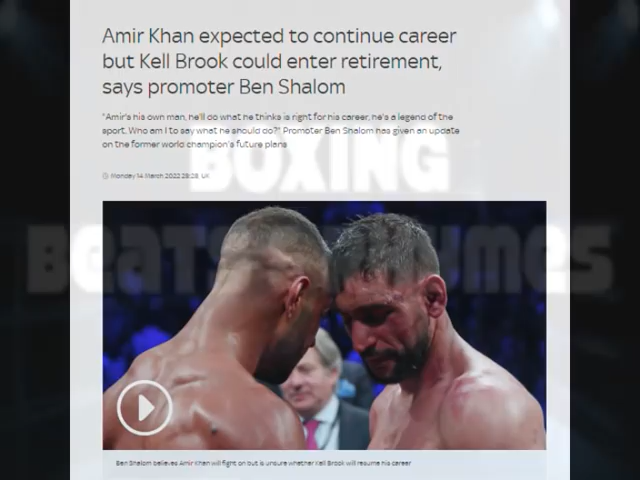 Amir Khan expected to continue career
but Kell Brook could enter retirement,
says promoter Ben Shalom
"Amir's his own man, he'll do what he thinks is right for his career, he's a legend of the
sport. Who am I to say what he should do?" Promoter Ben Shalom has given an update
on the former world champion's future plans
BOXING
Monday 14 March 2022 UK
Ben Shalom believes Amir Khan will fight on but is unsure whether Kell Brook will resume his career